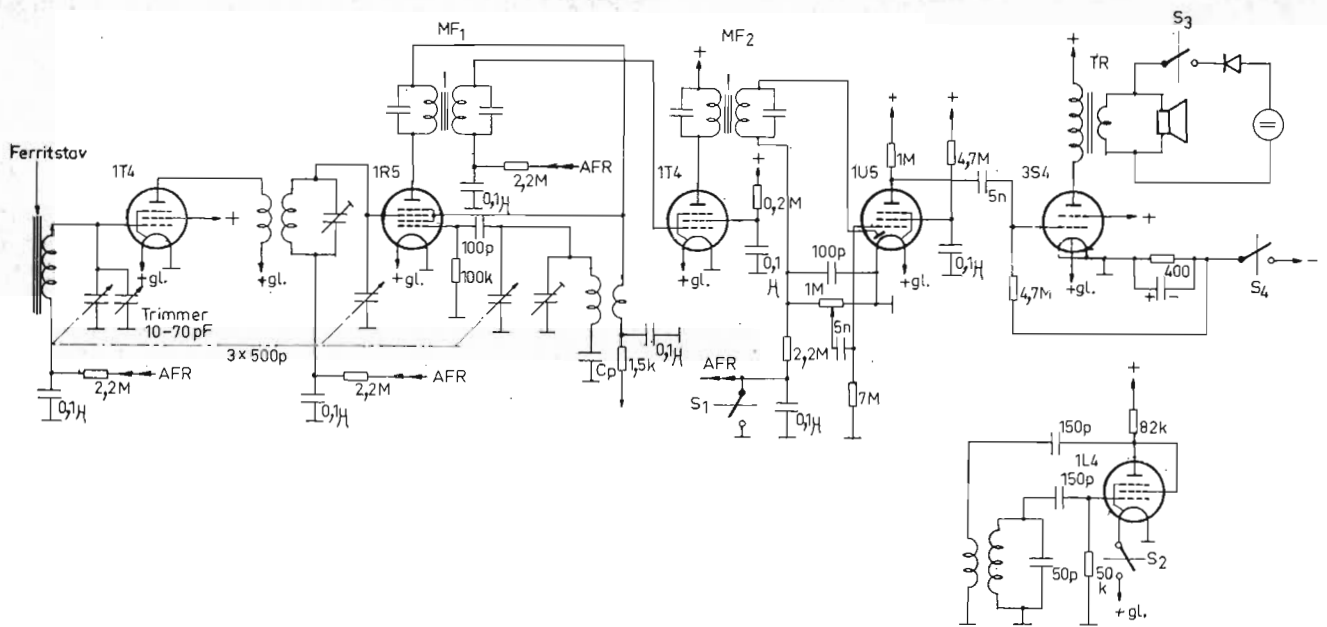 MF1
MF2
TR
S3
Ferritstav
1T4
1R5
1T4
1U5
3S4
+
+
+
+
+
+
=
2,2M
AFR
0,1µ
0,2M
1M
4,7M
5n
+
+gl.
+gl.
100p
100k
+gl.
+gl.
0,1µ
100p
+gl.
0,1µ
+gl.
400
+ -
S4
-
Trimmer
10-70pF
3 × 500p
1M
5n
4,7M
2,2M
AFR
0,1µ
2,2M
AFR
0,1µ
Cp
1,5k
0,1µ
AFR
2,2M
S1
0,1µ
7M
+
82k
150p
1L4
150p
50p
50
k
S2
+gl.